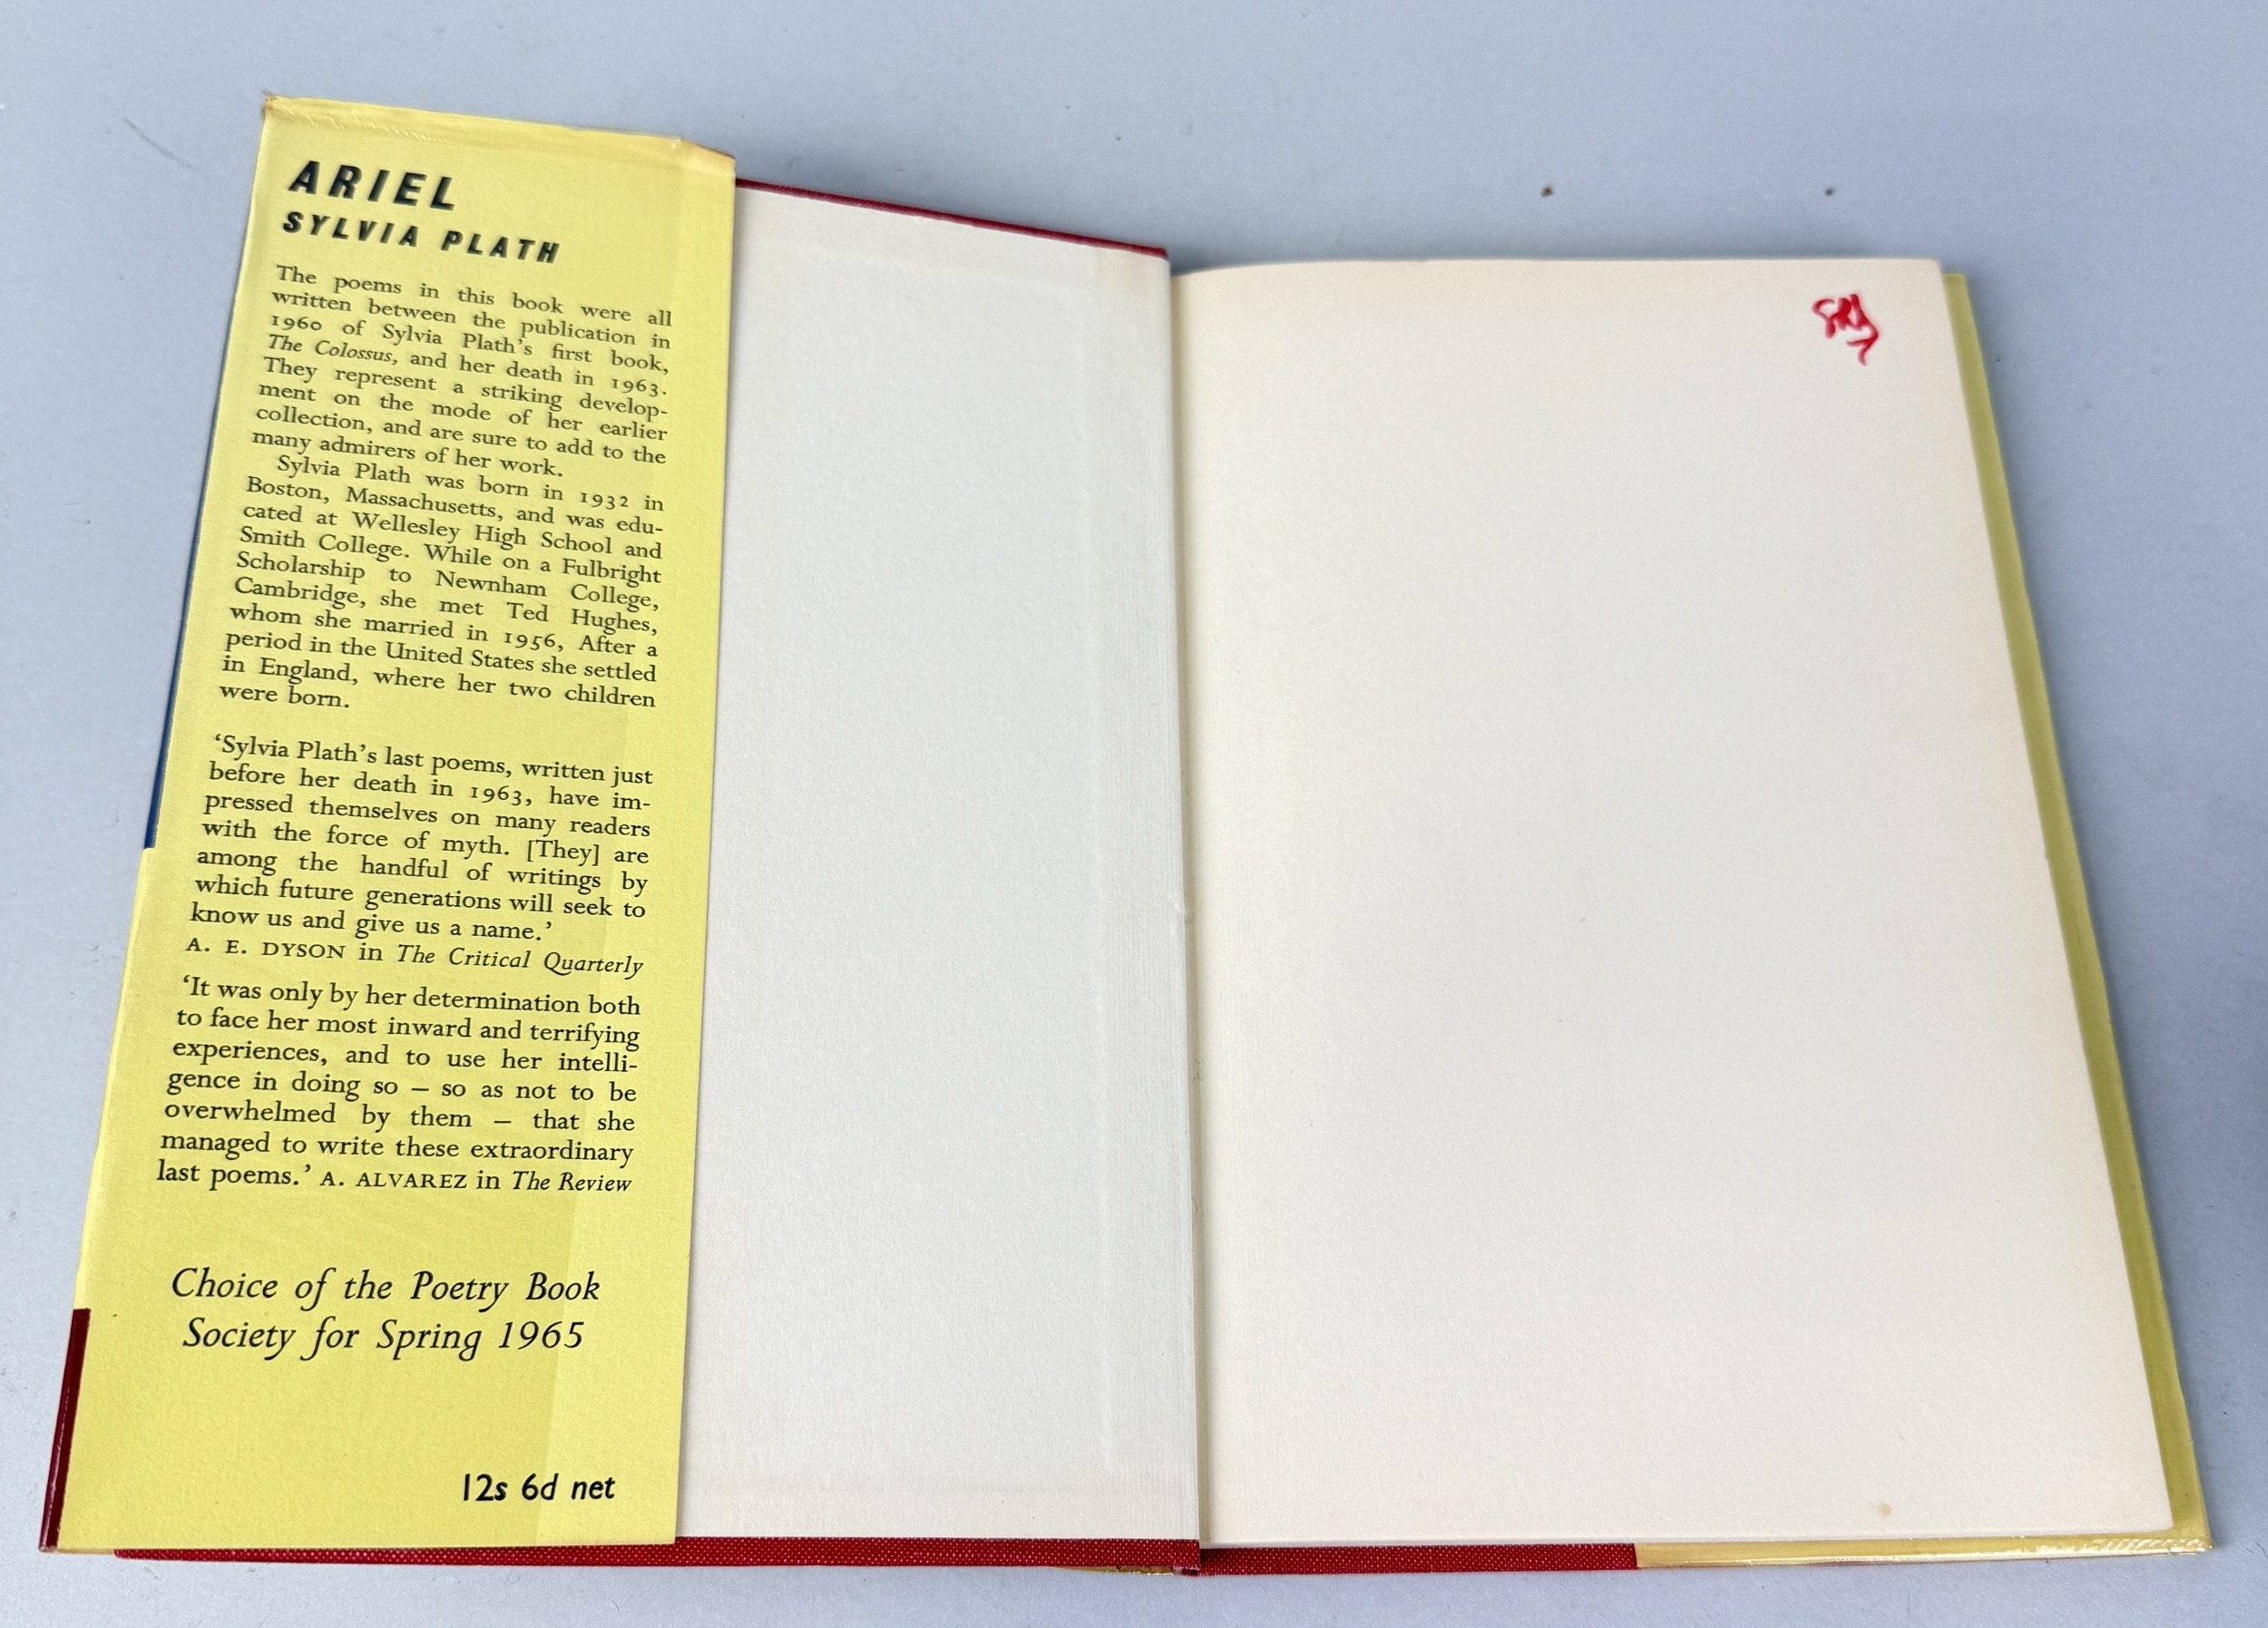 ARIEL
SYLVIA PLATH
The poems in this book were all
written between the publication in
1960 of Sylvia Plath's first book,
The Colossus, and her death in 1963.
They represent a striking develop-
ment on the mode of her earlier
collection, and are sure to add to the
many admirers of her work.
Sylvia Plath was born in 1932 in
Boston, Massachusetts, and was edu-
cated at Wellesley High School and
Smith College. While on a Fulbright
Scholarship to Newnham College,
Cambridge, she met Ted Hughes,
whom she married in 1956, After a
period in the United States she settled
in England, where her two children
were born.
‘Sylvia Plath’s last poems, written just
before her death in 1963, have im-
pressed themselves on many readers
with the force of myth. [They] are
among the handful of writings by
which future generations will seek to
know us and give us a name.’
A. E. DYSON in The Critical Quarterly
‘It was only by her determination both
to face her most inward and terrifying
experiences, and to use her intelli-
gence in doing so – so as not to be
overwhelmed by them – that she
managed to write these extraordinary
last poems.’ A. ALVAREZ in The Review
Choice of the Poetry Book
Society for Spring 1965
12s 6d net